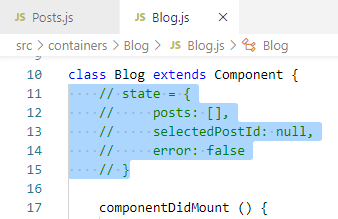 JS Posts.js JS Blog.js ×
src > containers > Blog > JS Blog.js > Blog
10 class Blog extends Component {
11 // state = {
12 // posts: [],
13 // selectedPostId: null,
14 // error: false
15 // }
16
17 componentDidMount () {